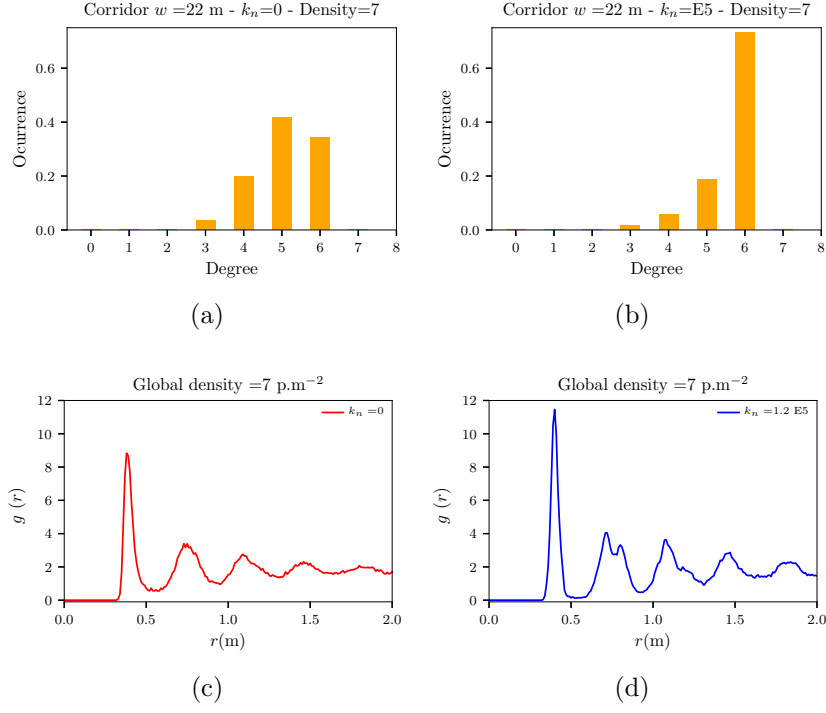 Corridor w =22 m - kₙ=0 - Density=7
Ocurrence
0.6
0.4
0.2
0.0
0 1 2 3 4 5 6 7 8
Degree
(a)
Corridor w =22 m - kₙ=E5 - Density=7
Ocurrence
0.6
0.4
0.2
0.0
0 1 2 3 4 5 6 7 8
Degree
(b)
Global density =7 p.m⁻²
kₙ =0
g (r)
12
10
8
6
4
2
0
0.0 0.5 1.0 1.5 2.0
r(m)
(c)
Global density =7 p.m⁻²
kₙ =1.2 E5
g (r)
12
10
8
6
4
2
0
0.0 0.5 1.0 1.5 2.0
r(m)
(d)